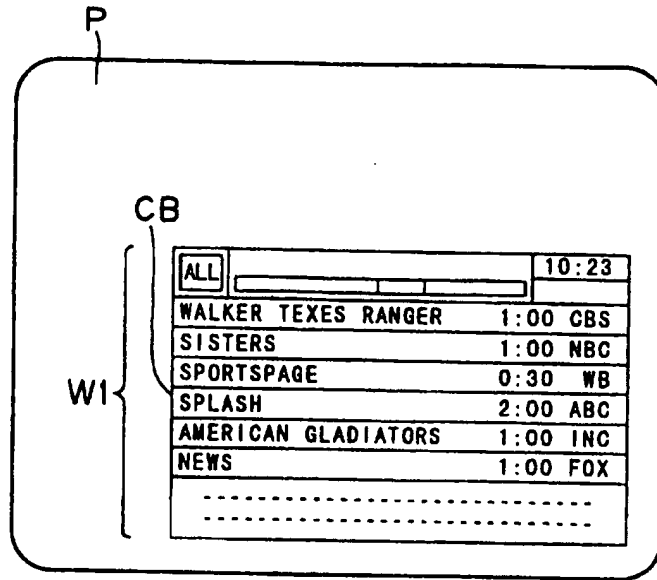 P
CB
W1
ALL
10:23
WALKER TEXES RANGER 1:00 CBS
SISTERS 1:00 NBC
SPORTSPAGE 0:30 WB
SPLASH 2:00 ABC
AMERICAN GLADIATORS 1:00 INC
NEWS 1:00 FOX